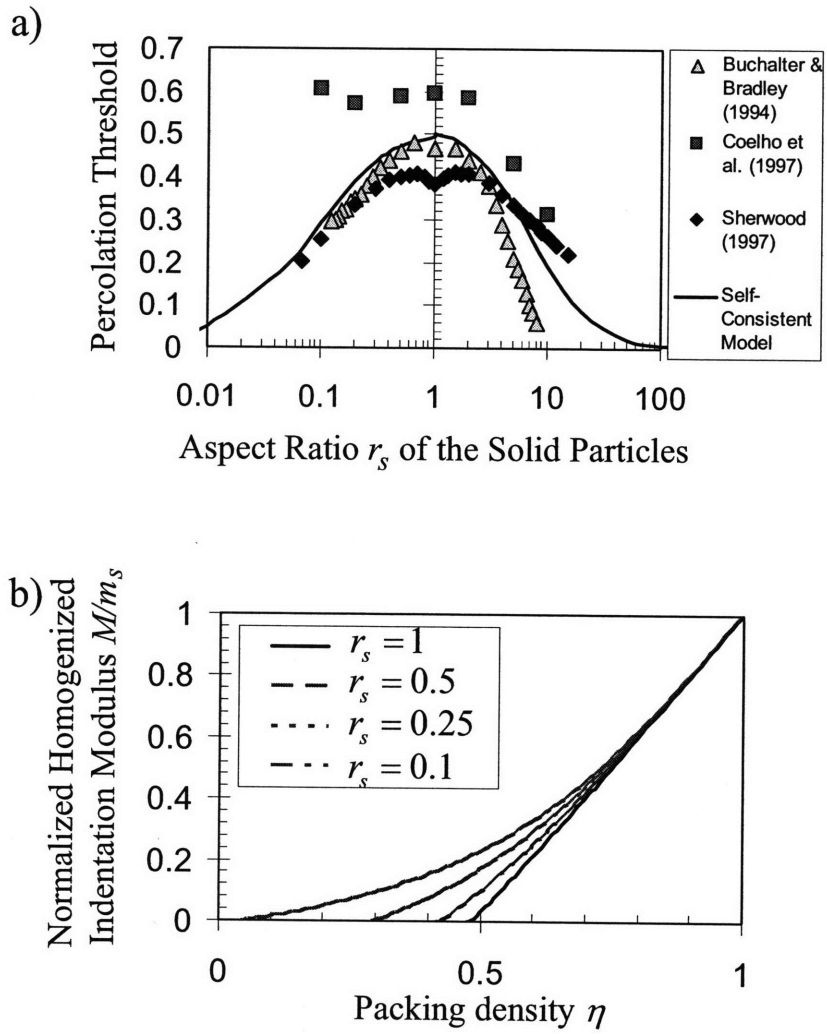 a)
0.7
0.6
0.5
0.4
0.3
0.2
0.1
0
Percolation Threshold
0.01 0.1 1 10 100
Aspect Ratio r_s of the Solid Particles
Buchalter &
Bradley
(1994)
Coelho et
al. (1997)
Sherwood
(1997)
Self-
Consistent
Model
b)
Normalized Homogenized
Indentation Modulus M/m_s
1
0.8
0.6
0.4
0.2
0
r_s = 1
r_s = 0.5
r_s = 0.25
r_s = 0.1
0 0.5 1
Packing density η